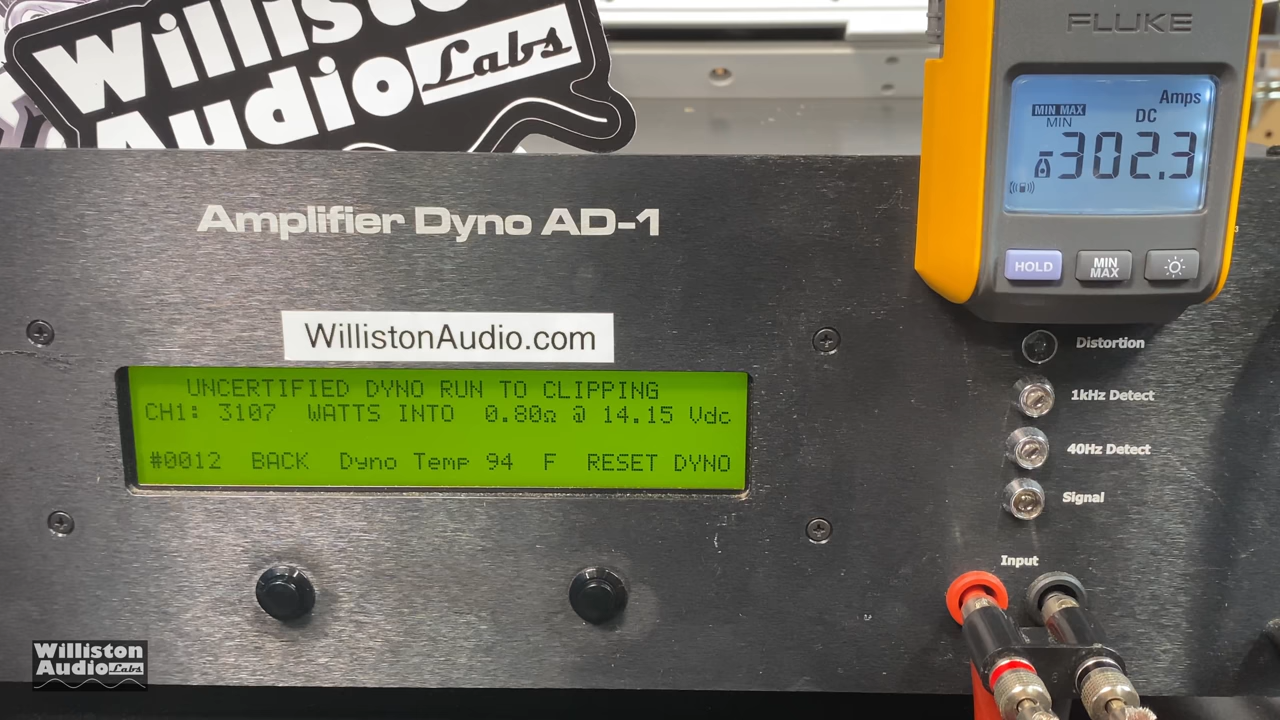 Williston
Audio Labs
FLUKE
Amps
MIN MAX
MIN
DC
-302.3
HOLD
MIN
MAX
Amplifier Dyno AD-1
WillistonAudio.com
UNCERTIFIED DYNO RUN TO CLIPPING
CH1: 3107 WATTS INTO 0.80Ω @ 14.15 Vdc
#0012 BACK Dyno Temp 94 F RESET DYNO
Distortion
1kHz Detect
40Hz Detect
Signal
Input
Williston
Audio Labs